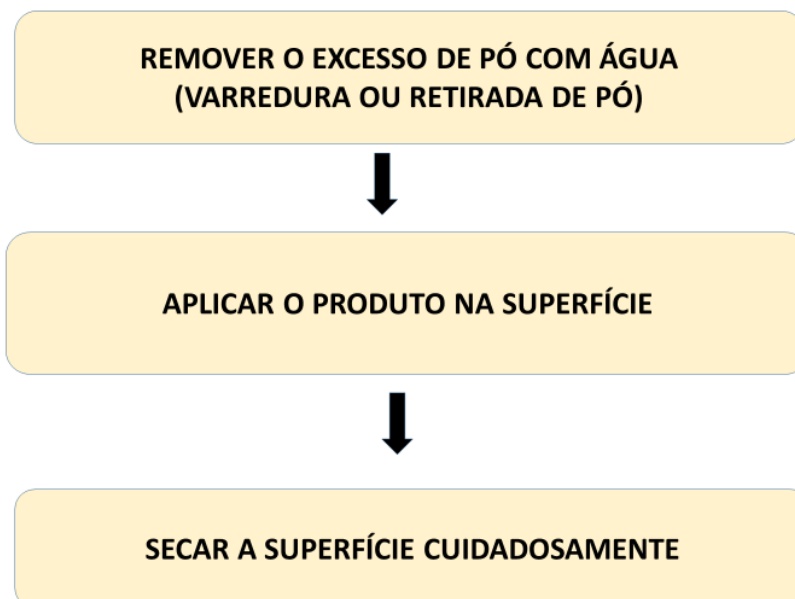 REMOVER O EXCESSO DE PÓ COM ÁGUA
(VARREDURA OU RETIRADA DE PÓ)
APLICAR O PRODUTO NA SUPERFÍCIE
SECAR A SUPERFÍCIE CUIDADOSAMENTE